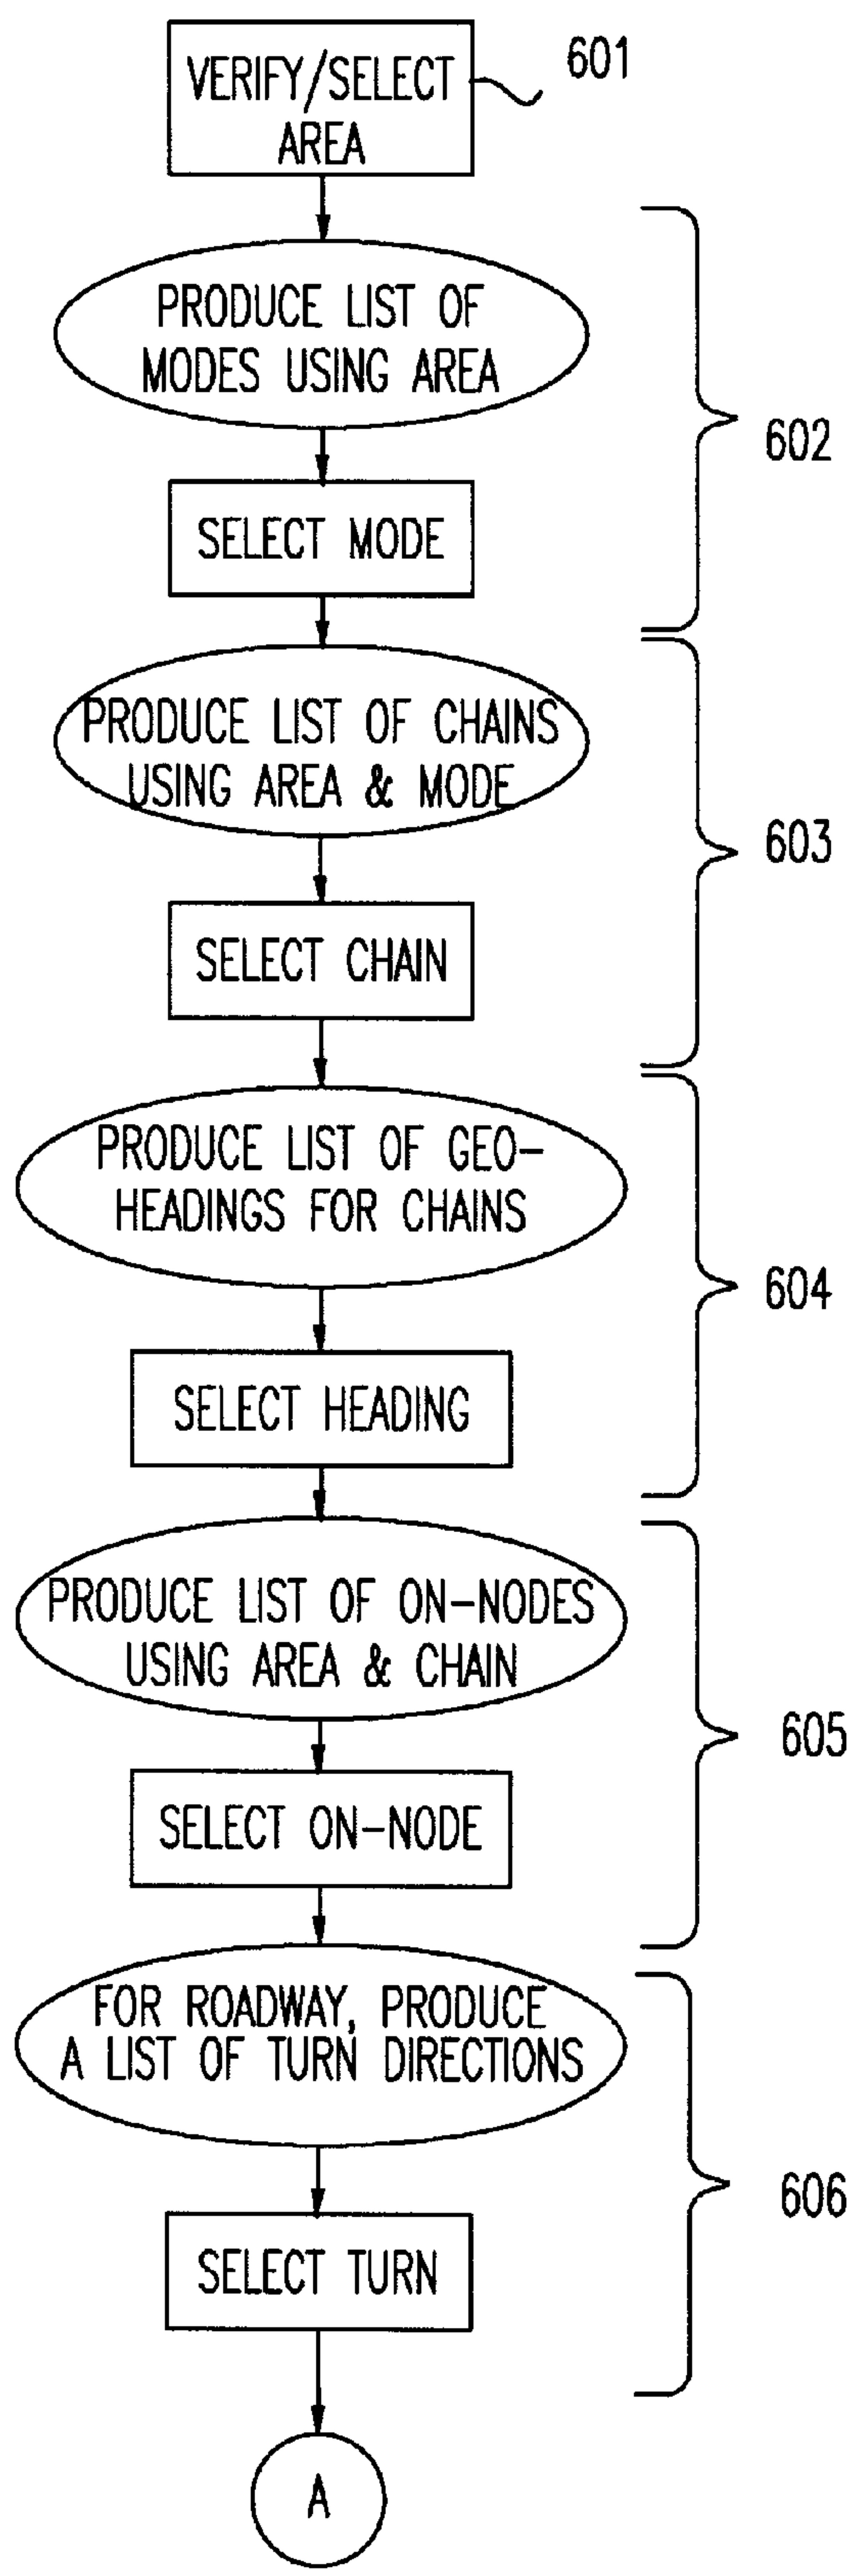 VERIFY/SELECT
AREA
601
PRODUCE LIST OF
MODES USING AREA
SELECT MODE
602
PRODUCE LIST OF CHAINS
USING AREA & MODE
SELECT CHAIN
603
PRODUCE LIST OF GEO-
HEADINGS FOR CHAINS
SELECT HEADING
604
PRODUCE LIST OF ON-NODES
USING AREA & CHAIN
SELECT ON-NODE
605
FOR ROADWAY, PRODUCE
A LIST OF TURN DIRECTIONS
SELECT TURN
606
A